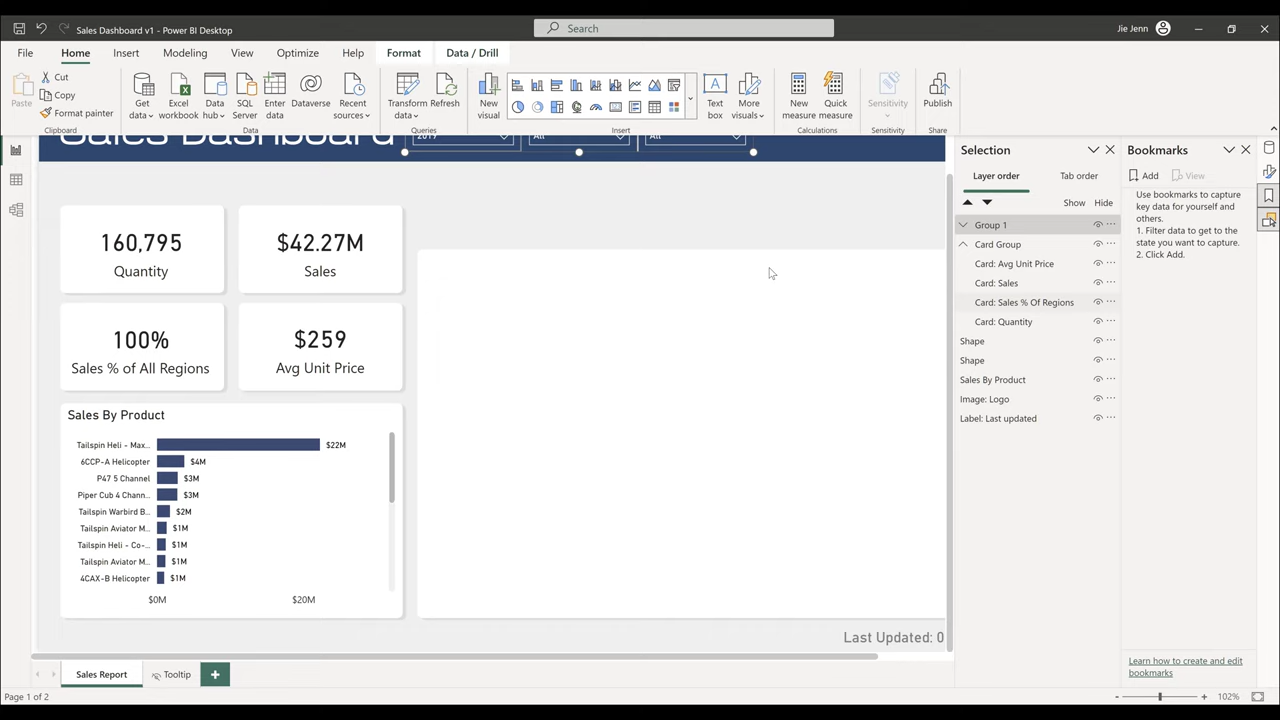 Sales Dashboard v1 - Power BI Desktop
Search
Jie Jenn
File Home Insert Modeling View Optimize Help Format Data / Drill
Paste
Cut
Copy
Format painter
Get data
Excel workbook
Data hub
SQL Server
Enter data
Dataverse
Recent sources
Transform data
Refresh
New visual
Text box
More visuals
New measure
Quick measure
Sensitivity
Publish
Clipboard
Data
Queries
Insert
Calculations
Sensitivity
Share
Sales Dashboard
2019
All
All
160,795
Quantity
$42.27M
Sales
100%
Sales % of All Regions
$259
Avg Unit Price
Sales By Product
Tailspin Heli - Max... $22M
6CCP-A Helicopter $4M
P47 5 Channel $3M
Piper Cub 4 Chann... $3M
Tailspin Warbird B... $2M
Tailspin Aviator M... $1M
Tailspin Heli - Co-... $1M
Tailspin Aviator M... $1M
4CAX-B Helicopter $1M
$0M $20M
Last Updated: 0
Selection
Layer order Tab order
Show Hide
Group 1
Card Group
Card: Avg Unit Price
Card: Sales
Card: Sales % Of Regions
Card: Quantity
Shape
Shape
Sales By Product
Image: Logo
Label: Last updated
Bookmarks
Add View
Use bookmarks to capture
key data for yourself and
others.
1. Filter data to get to the
state you want to capture.
2. Click Add.
Learn how to create and edit
bookmarks
Sales Report Tooltip
Page 1 of 2
102%